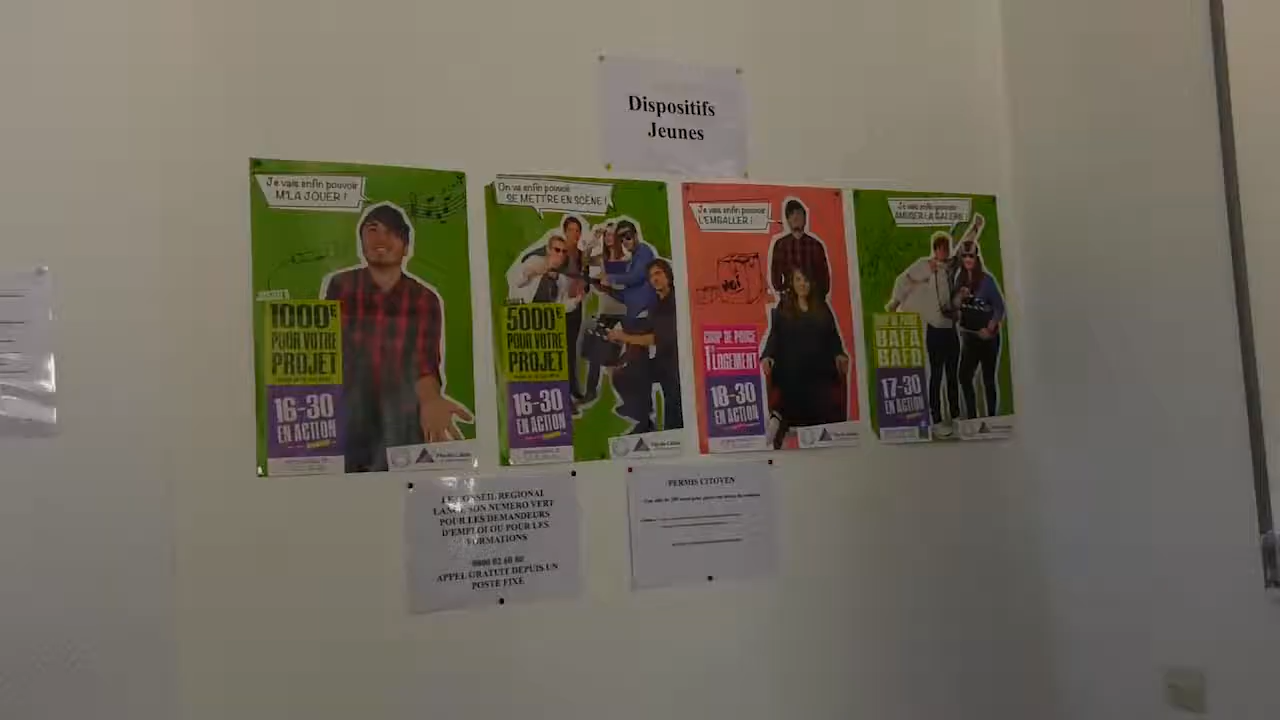 Dispositifs
Jeunes
Je vais enfin pouvoir
M'LA JOUER !
1000€
POUR VOTRE
PROJET
16-30
EN ACTION
On va enfin pouvoir
SE METTRE EN SCÈNE !
5000€
POUR VOTRE
PROJET
16-30
EN ACTION
Je vais enfin pouvoir
L'EMBALLER !
COUP DE POUCE
1er LOGEMENT
18-30
EN ACTION
Je vais enfin pouvoir
AMUSER LA GALERIE !
BAFA
BAFD
17-30
EN ACTION
LE CONSEIL REGIONAL
LANCE SON NUMERO VERT
POUR LES DEMANDEURS
D'EMPLOI OU POUR LES
FORMATIONS
0800 02 60 80
APPEL GRATUIT DEPUIS UN
POSTE FIXE
PERMIS CITOYEN